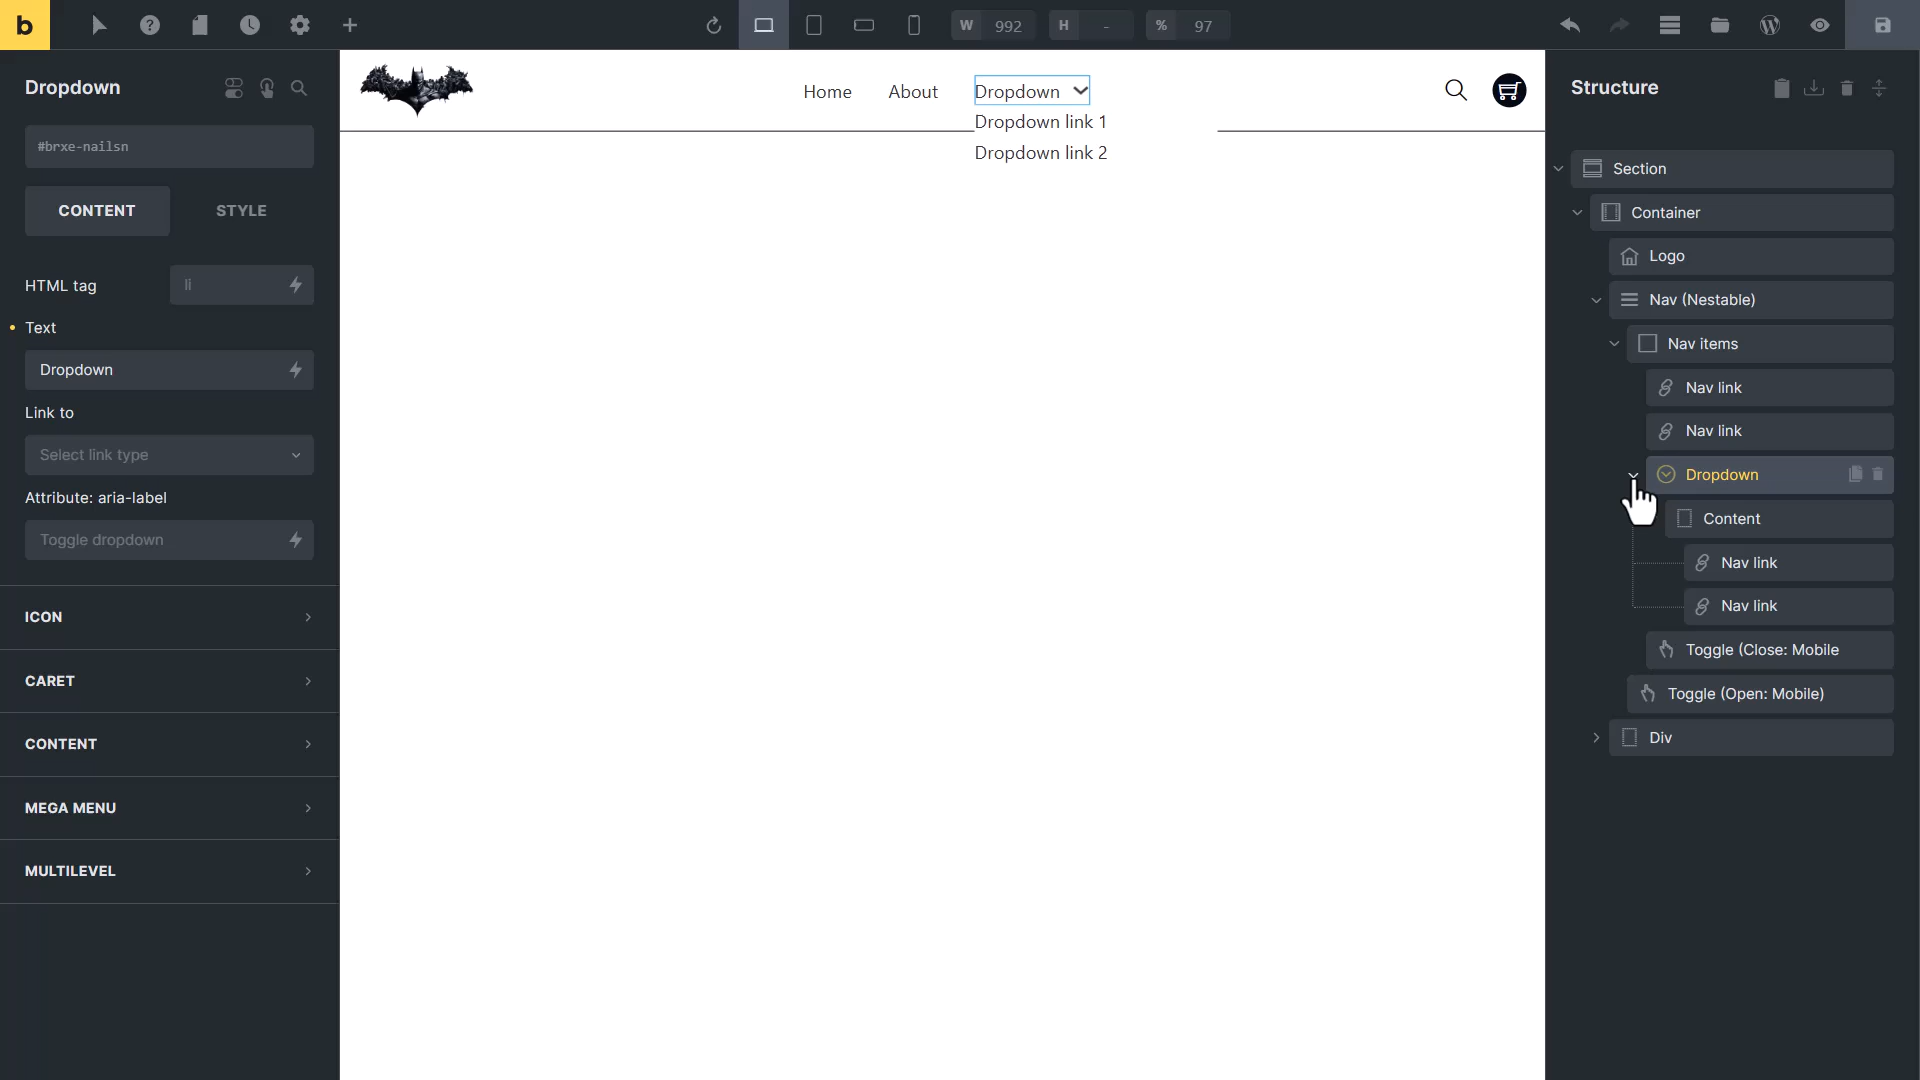 b
W 992 H - % 97
Dropdown
#brxe-nailsn
CONTENT STYLE
HTML tag li
Text
Dropdown
Link to
Select link type
Attribute: aria-label
Toggle dropdown
ICON
CARET
CONTENT
MEGA MENU
MULTILEVEL
Home About Dropdown
Dropdown link 1
Dropdown link 2
Structure
Section
Container
Logo
Nav (Nestable)
Nav items
Nav link
Nav link
Dropdown
Content
Nav link
Nav link
Toggle (Close: Mobile
Toggle (Open: Mobile)
Div